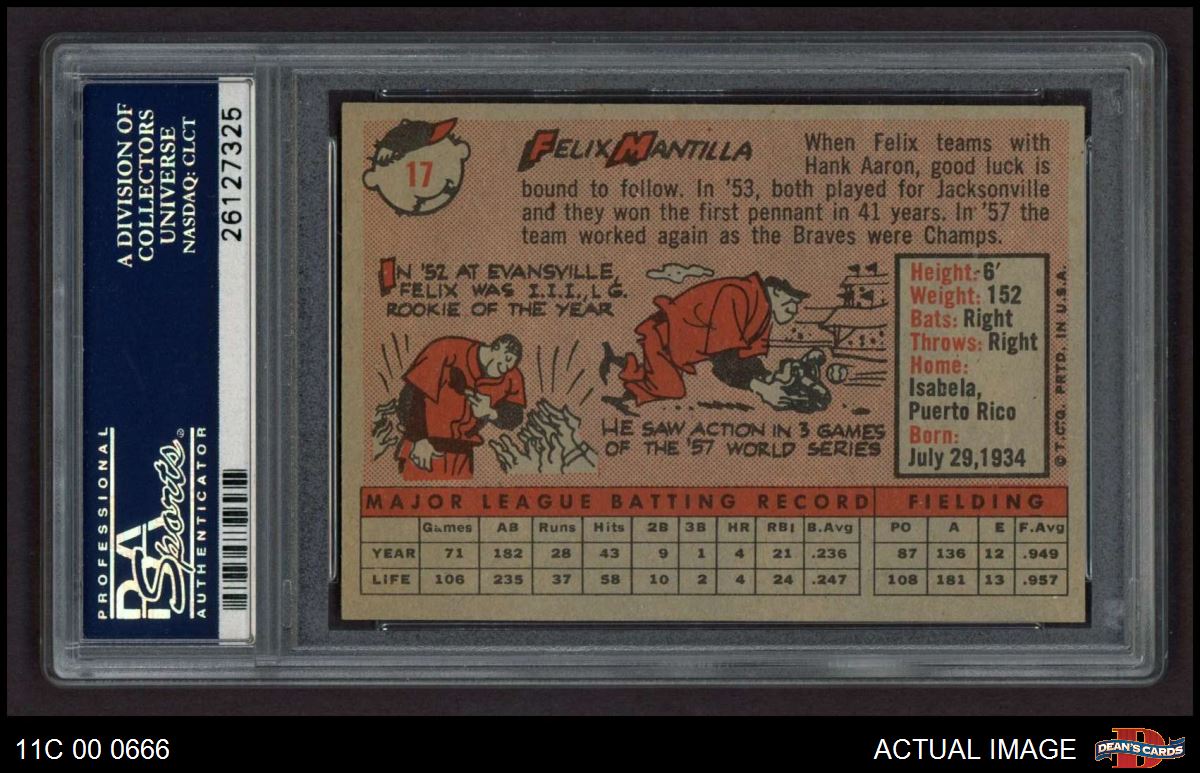 A DIVISION OF
COLLECTORS
UNIVERSE
NASDAQ: CLCT
26127325
PROFESSIONAL
PSA
Sports
AUTHENTICATOR
17
FELIX MANTILLA
When Felix teams with
Hank Aaron, good luck is
bound to follow. In '53, both played for Jacksonville
and they won the first pennant in 41 years. In '57 the
team worked again as the Braves were Champs.
IN '52 AT EVANSVILLE,
FELIX WAS I.I.I., LG.
ROOKIE OF THE YEAR
HE SAW ACTION IN 3 GAMES
OF THE '57 WORLD SERIES
Height: 6'
Weight: 152
Bats: Right
Throws: Right
Home:
Isabela,
Puerto Rico
Born:
July 29, 1934
© T.C.G. PRTD. IN U.S.A.
MAJOR LEAGUE BATTING RECORD FIELDING
Games AB Runs Hits 2B 3B HR RBI B.Avg PO A E F.Avg
YEAR 71 182 28 43 9 1 4 21 .236 87 136 12 .949
LIFE 106 235 37 58 10 2 4 24 .247 108 181 13 .957
11C 00 0666
ACTUAL IMAGE
D
DEAN'S CARDS